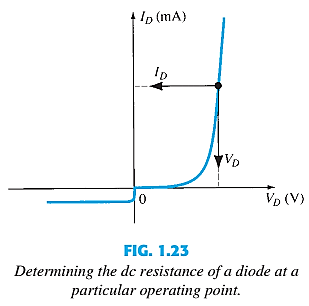 I_D (mA)
I_D
V_D
0
V_D (V)
FIG. 1.23
Determining the dc resistance of a diode at a
particular operating point.